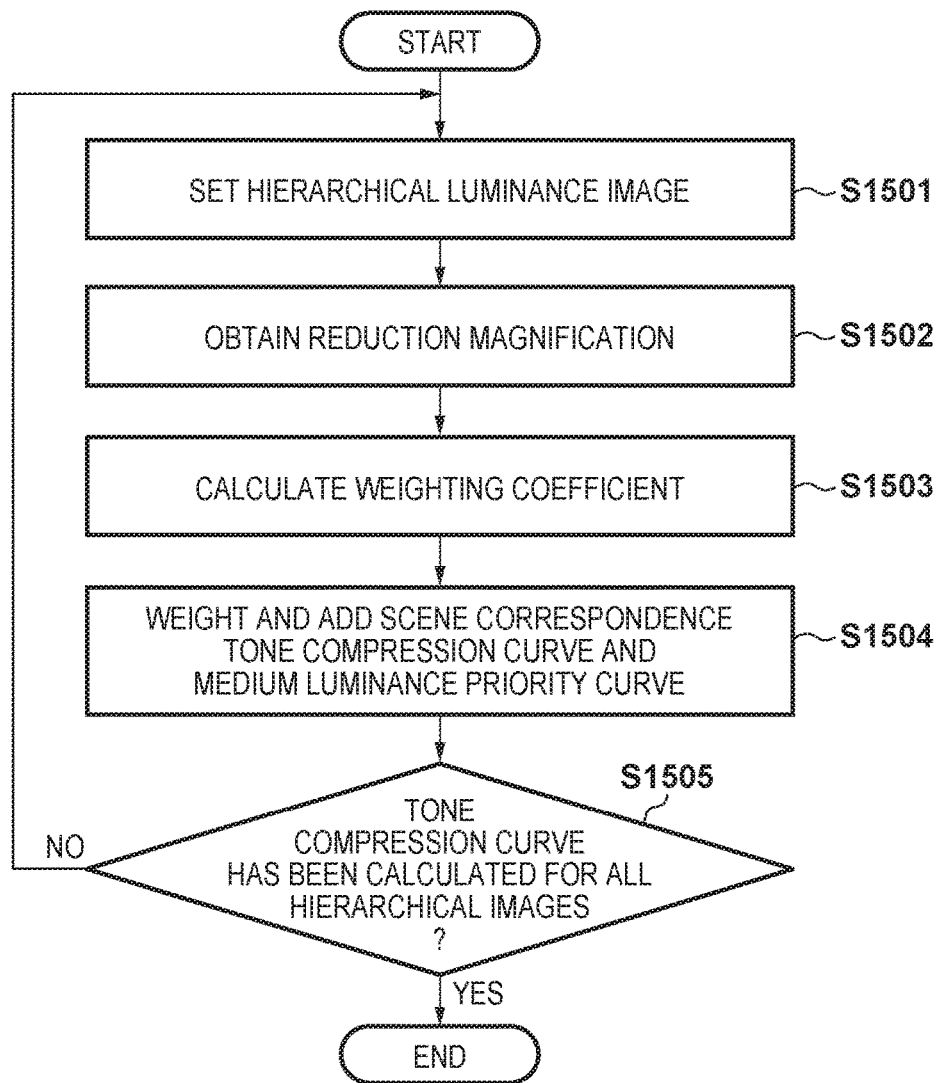 START
SET HIERARCHICAL LUMINANCE IMAGE
S1501
OBTAIN REDUCTION MAGNIFICATION
S1502
CALCULATE WEIGHTING COEFFICIENT
S1503
WEIGHT AND ADD SCENE CORRESPONDENCE
TONE COMPRESSION CURVE AND
MEDIUM LUMINANCE PRIORITY CURVE
S1504
S1505
TONE
COMPRESSION CURVE
HAS BEEN CALCULATED FOR ALL
HIERARCHICAL IMAGES
?
NO
YES
END